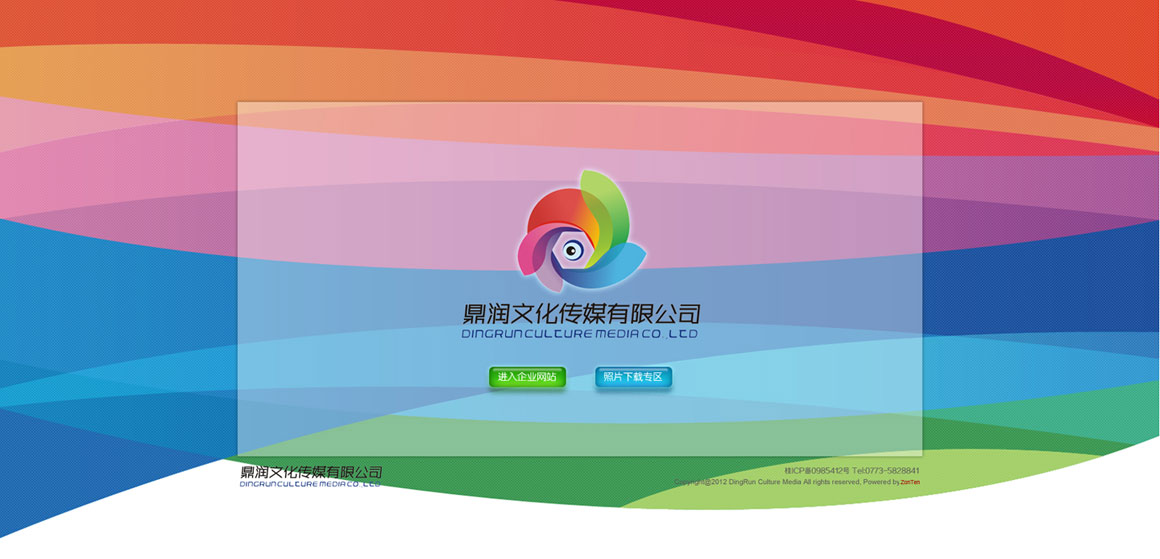 鼎润文化传媒有限公司
DINGRUN CULTURE MEDIA CO.,LTD
进入企业网站
照片下载专区
鼎润文化传媒有限公司
DINGRUN CULTURE MEDIA CO.,LTD
桂ICP备0985412号 Tel:0773-5828841
Copyright@2012 DingRun Culture Media All rights reserved, Powered by ZenTen